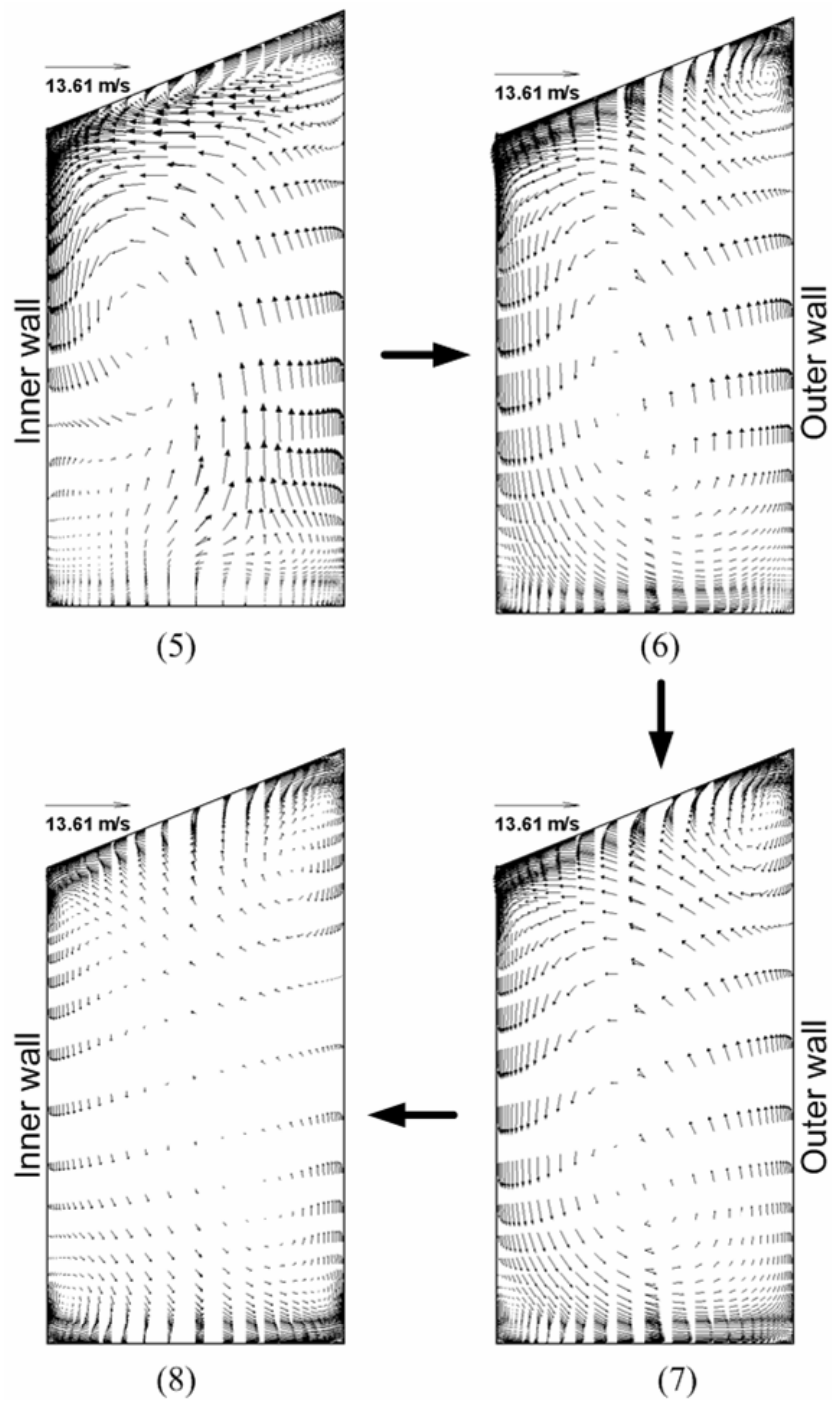 13.61 m/s
13.61 m/s
Inner wall
Outer wall
(5)
(6)
13.61 m/s
13.61 m/s
Inner wall
Outer wall
(8)
(7)